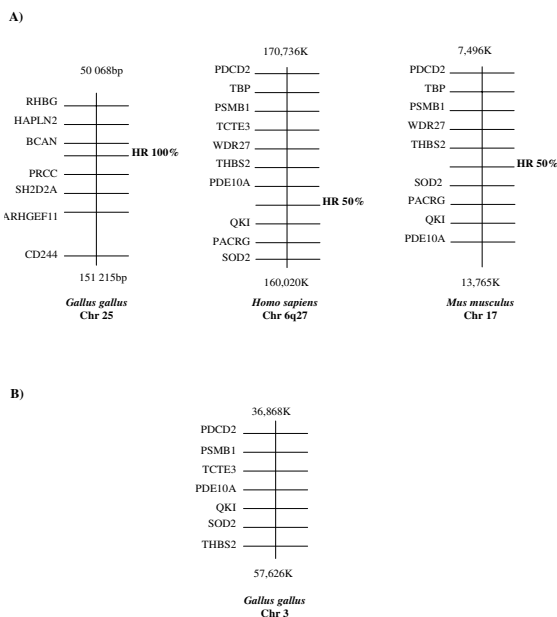 A)
50 068bp
RHBG
HAPLN2
BCAN
HR 100%
PRCC
SH2D2A
ARHGEF11
CD244
151 215bp
Gallus gallus
Chr 25
170,736K
PDCD2
TBP
PSMB1
TCTE3
WDR27
THBS2
PDE10A
HR 50%
QKI
PACRG
SOD2
160,020K
Homo sapiens
Chr 6q27
7,496K
PDCD2
TBP
PSMB1
WDR27
THBS2
HR 50%
SOD2
PACRG
QKI
PDE10A
13,765K
Mus musculus
Chr 17
B)
36,868K
PDCD2
PSMB1
TCTE3
PDE10A
QKI
SOD2
THBS2
57,626K
Gallus gallus
Chr 3